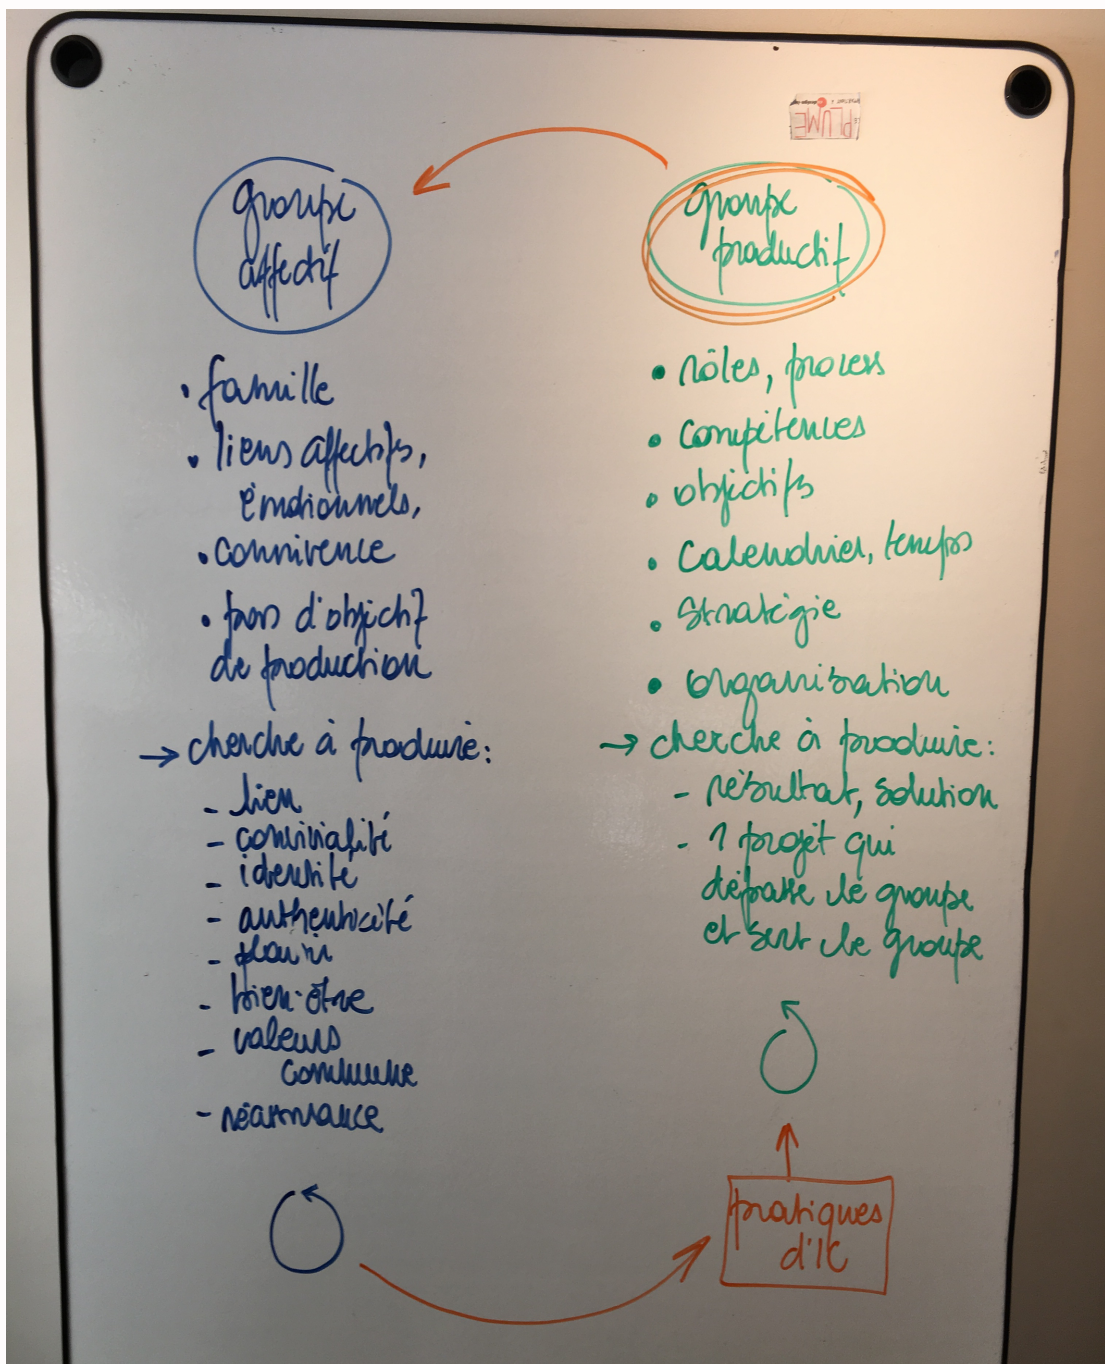 PLUME
groupe
affectif
• famille
• liens affectifs,
émotionnels,
• connivence
• pas d'objectif
de production
→ cherche à produire :
- lien
- convivialité
- identité
- authenticité
- plaisir
- bien-être
- valeurs
commune
- réassurance
groupe
productif
• rôles, process
• compétences
• objectifs
• calendrier, temps
• stratégie
• organisation
→ cherche à produire :
- résultat, solution
- 1 projet qui
dépasse le groupe
et sert le groupe
pratiques
d'IC